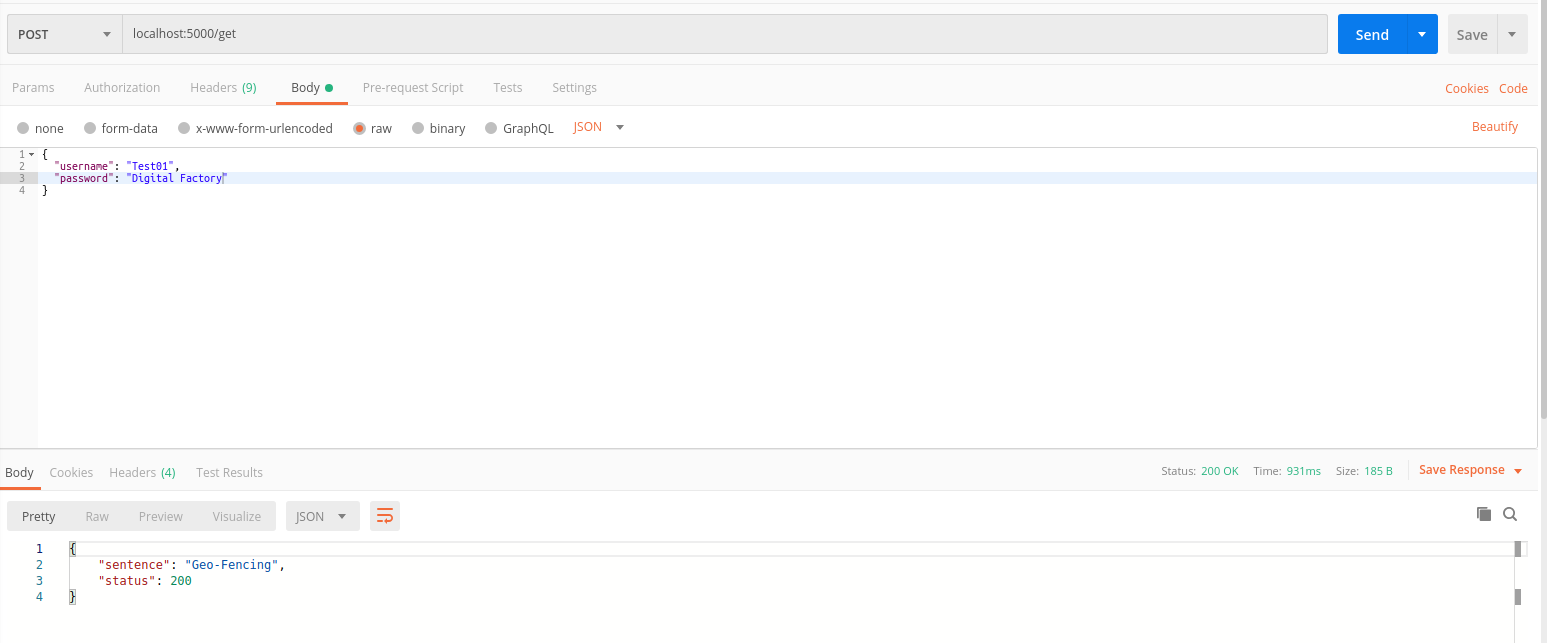 POST localhost:5000/get Send Save
Params Authorization Headers (9) Body Pre-request Script Tests Settings Cookies Code
none form-data x-www-form-urlencoded raw binary GraphQL JSON Beautify
1 {
2 "username": "Test01",
3 "password": "Digital Factory"
4 }
Body Cookies Headers (4) Test Results Status: 200 OK Time: 931ms Size: 185 B Save Response
Pretty Raw Preview Visualize JSON
1 {
2 "sentence": "Geo-Fencing",
3 "status": 200
4 }